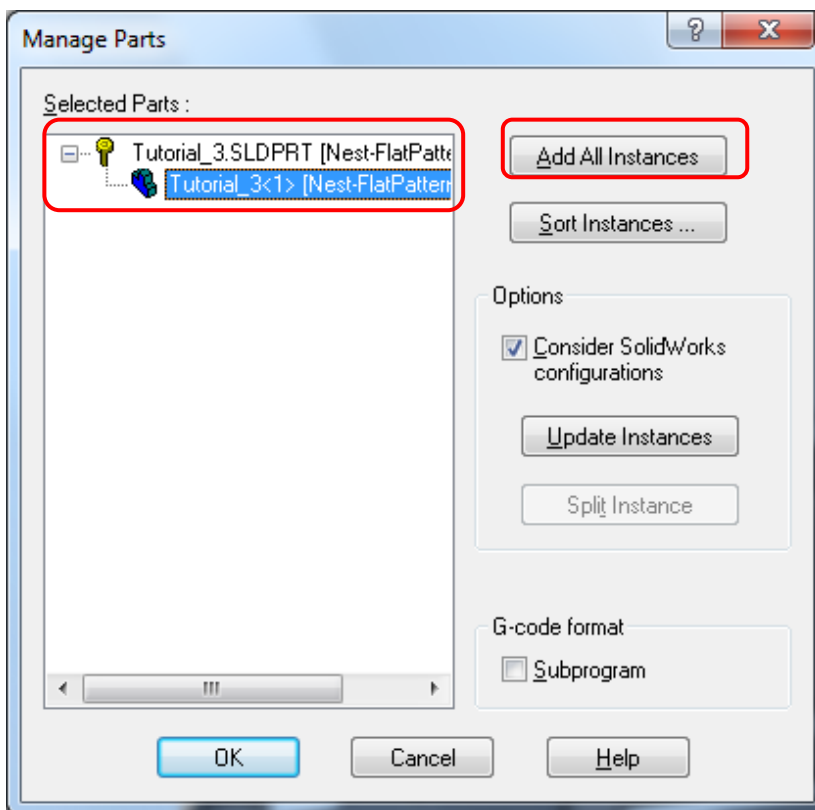 Manage Parts
Selected Parts :
Tutorial_3.SLDPRT [Nest-FlatPatte
Tutorial_3<1> [Nest-FlatPattern
Add All Instances
Sort Instances ...
Options
Consider SolidWorks
configurations
Update Instances
Split Instance
G-code format
Subprogram
OK
Cancel
Help